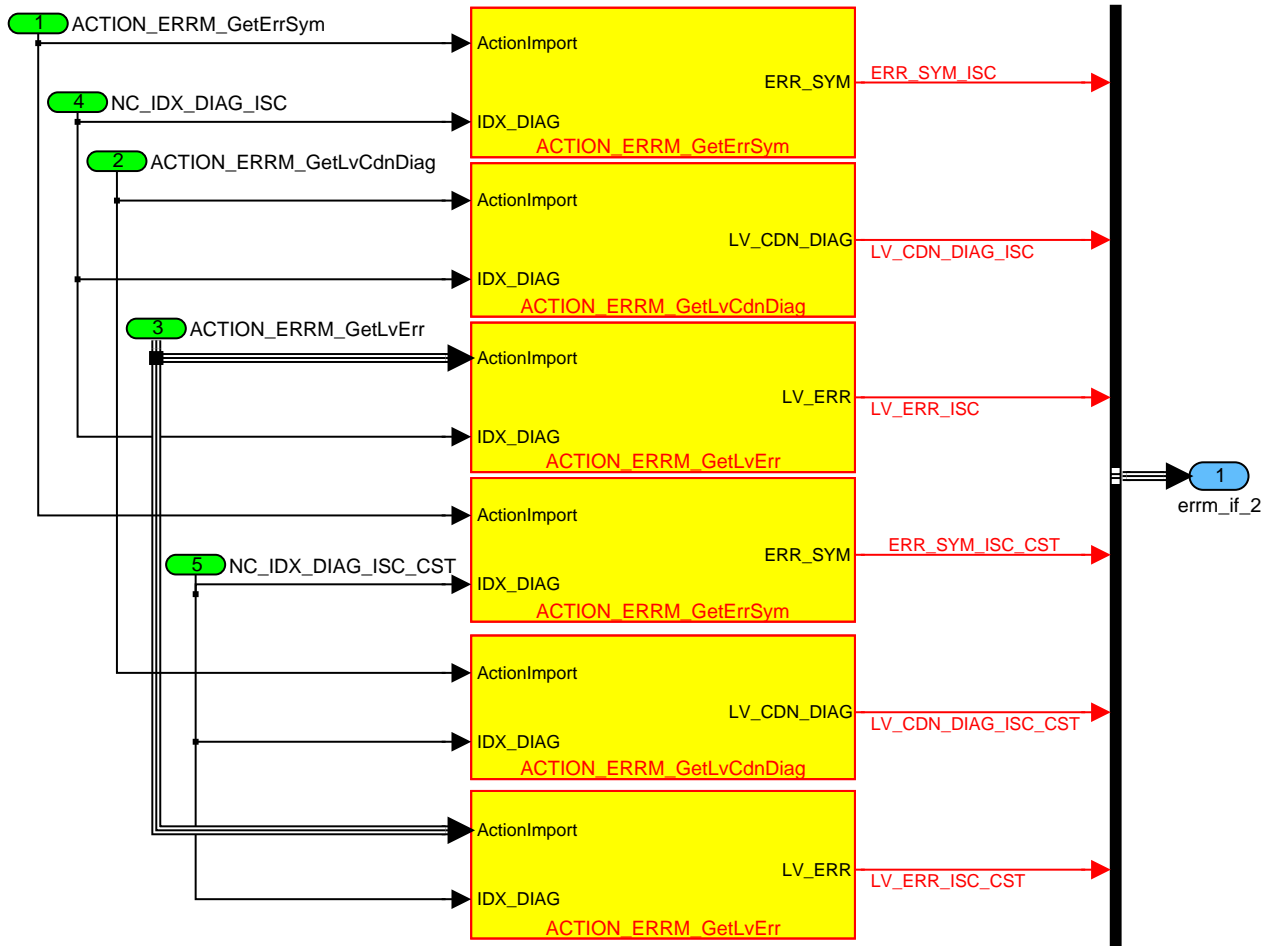 1 ACTION_ERRM_GetErrSym
ActionImport
ERR_SYM
ERR_SYM_ISC
4 NC_IDX_DIAG_ISC
IDX_DIAG
ACTION_ERRM_GetErrSym
2 ACTION_ERRM_GetLvCdnDiag
ActionImport
LV_CDN_DIAG
LV_CDN_DIAG_ISC
IDX_DIAG
ACTION_ERRM_GetLvCdnDiag
3 ACTION_ERRM_GetLvErr
ActionImport
LV_ERR
LV_ERR_ISC
IDX_DIAG
ACTION_ERRM_GetLvErr
1
errm_if_2
ActionImport
ERR_SYM
ERR_SYM_ISC_CST
5 NC_IDX_DIAG_ISC_CST
IDX_DIAG
ACTION_ERRM_GetErrSym
ActionImport
LV_CDN_DIAG
LV_CDN_DIAG_ISC_CST
IDX_DIAG
ACTION_ERRM_GetLvCdnDiag
ActionImport
LV_ERR
LV_ERR_ISC_CST
IDX_DIAG
ACTION_ERRM_GetLvErr